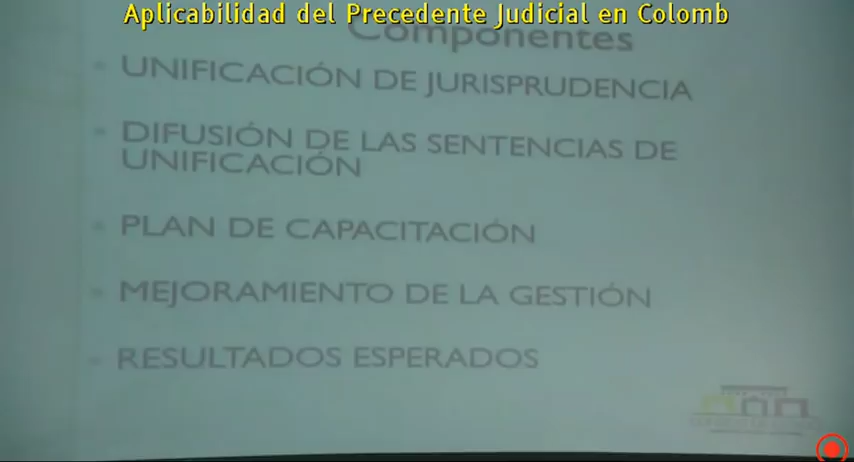 Aplicabilidad del Precedente Judicial en Colomb
Componentes
UNIFICACIÓN DE JURISPRUDENCIA
DIFUSIÓN DE LAS SENTENCIAS DE
UNIFICACIÓN
PLAN DE CAPACITACIÓN
MEJORAMIENTO DE LA GESTIÓN
RESULTADOS ESPERADOS